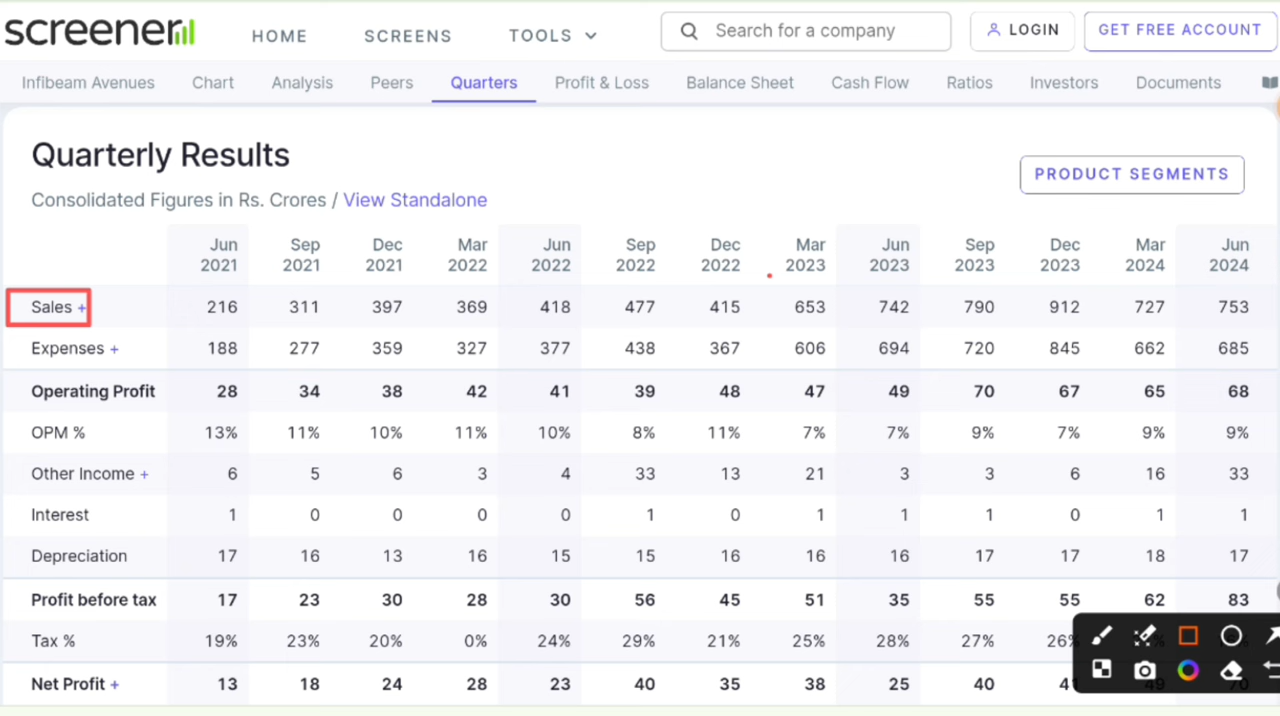 screener
HOME SCREENS TOOLS Search for a company LOGIN GET FREE ACCOUNT
Infibeam Avenues Chart Analysis Peers Quarters Profit & Loss Balance Sheet Cash Flow Ratios Investors Documents
Quarterly Results
PRODUCT SEGMENTS
Consolidated Figures in Rs. Crores / View Standalone
Jun Sep Dec Mar Jun Sep Dec Mar Jun Sep Dec Mar Jun
2021 2021 2021 2022 2022 2022 2022 2023 2023 2023 2023 2024 2024
Sales + 216 311 397 369 418 477 415 653 742 790 912 727 753
Expenses + 188 277 359 327 377 438 367 606 694 720 845 662 685
Operating Profit 28 34 38 42 41 39 48 47 49 70 67 65 68
OPM % 13% 11% 10% 11% 10% 8% 11% 7% 7% 9% 7% 9% 9%
Other Income + 6 5 6 3 4 33 13 21 3 3 6 16 33
Interest 1 0 0 0 0 1 0 1 1 1 0 1 1
Depreciation 17 16 13 16 15 15 16 16 16 17 17 18 17
Profit before tax 17 23 30 28 30 56 45 51 35 55 55 62 83
Tax % 19% 23% 20% 0% 24% 29% 21% 25% 28% 27% 26%
Net Profit + 13 18 24 28 23 40 35 38 25 40 41